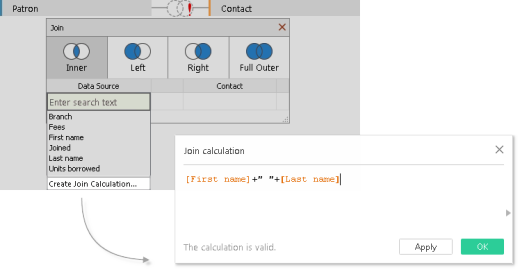 Patron Contact
Join
Inner Left Right Full Outer
Data Source Contact
Enter search text
Branch
Fees
First name
Joined
Last name
Units borrowed
Create Join Calculation...
Join calculation
[First name]+" "+[Last name]
The calculation is valid.
Apply OK